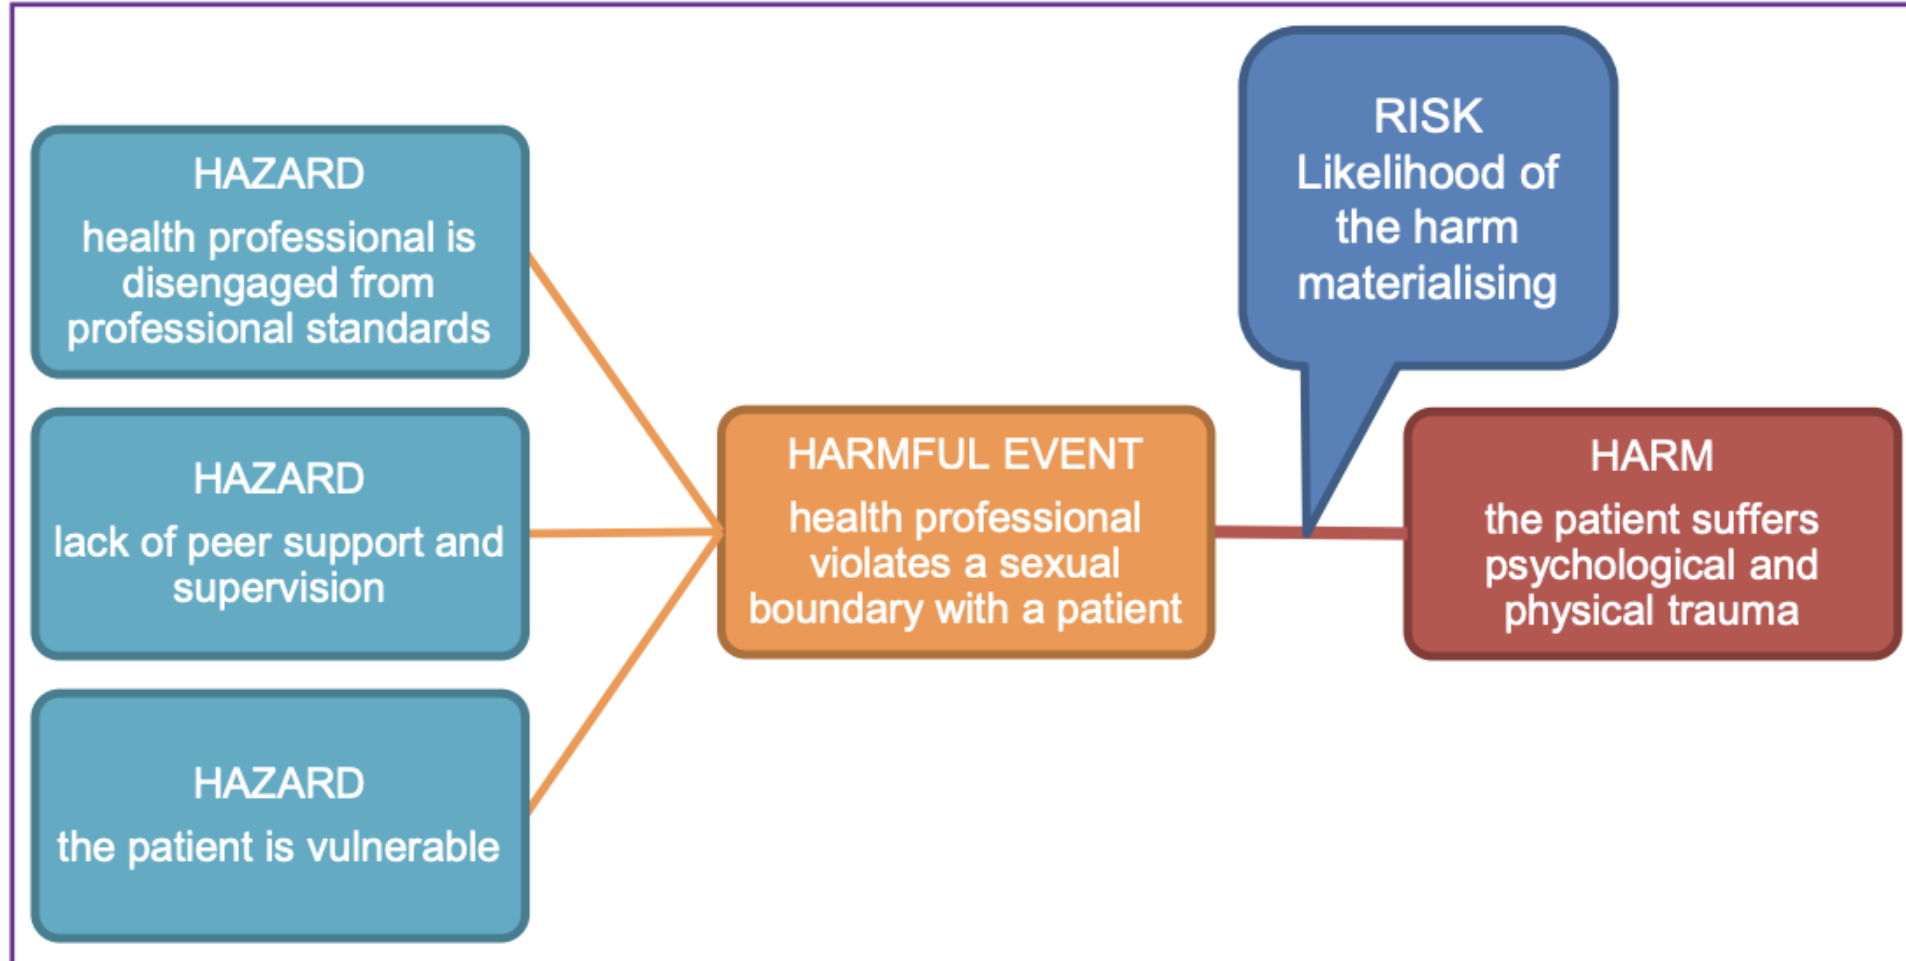 HAZARD
health professional is
disengaged from
professional standards
HAZARD
lack of peer support and
supervision
HAZARD
the patient is vulnerable
HARMFUL EVENT
health professional
violates a sexual
boundary with a patient
RISK
Likelihood of
the harm
materialising
HARM
the patient suffers
psychological and
physical trauma